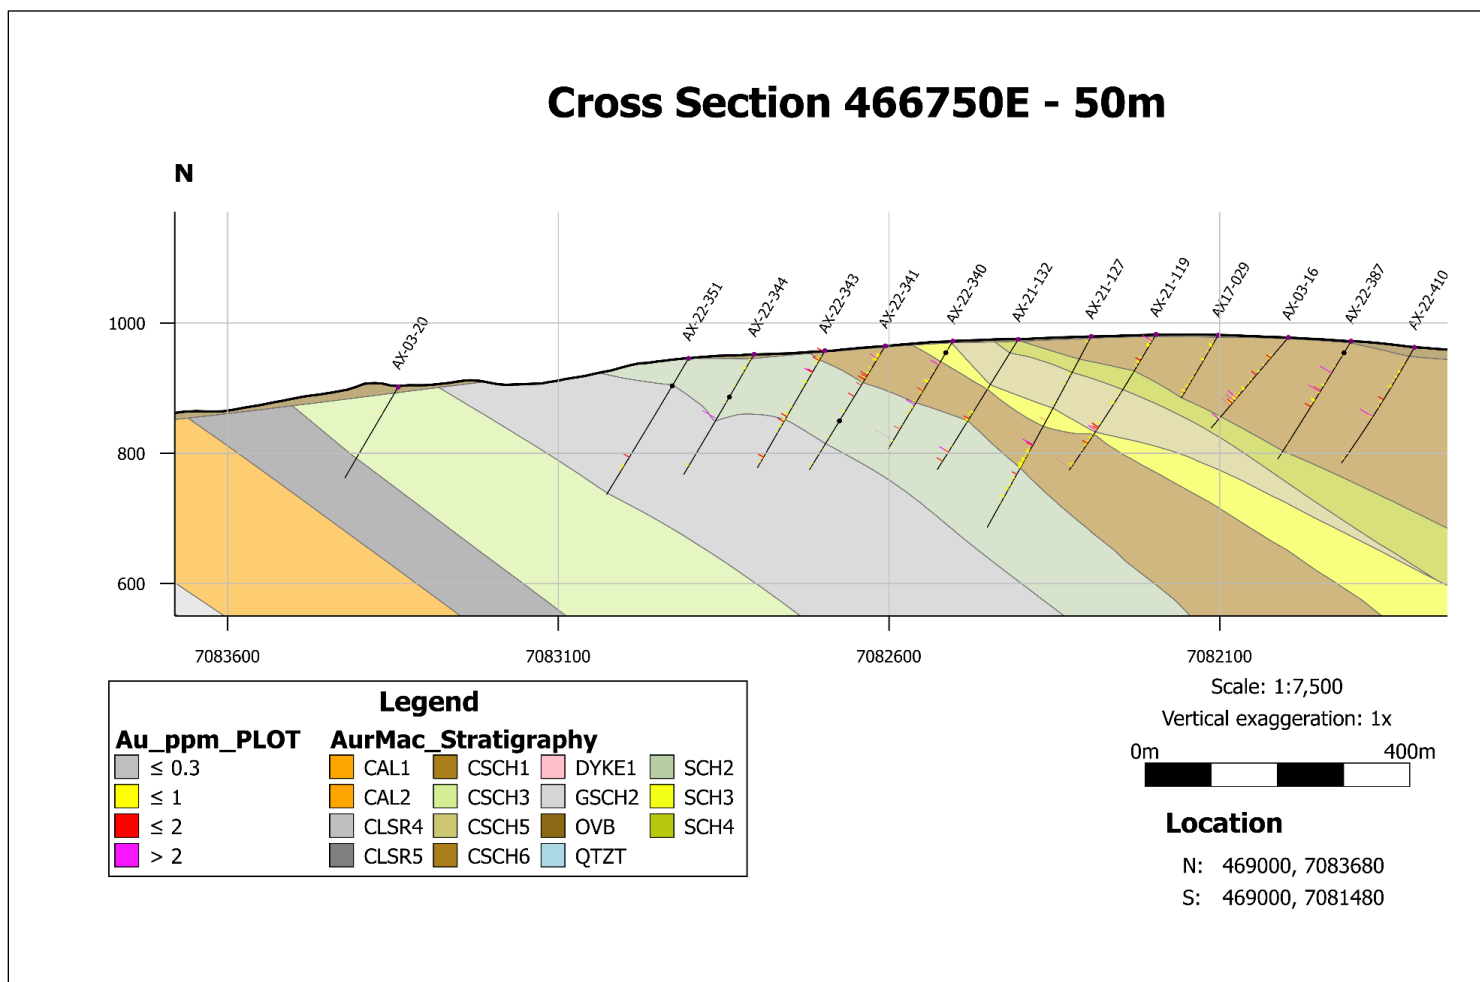 Cross Section 466750E - 50m
N
AX-03-20
AX-22-351
AX-22-344
AX-22-343
AX-22-341
AX-22-340
AX-21-132
AX-21-127
AX-21-119
AX17-029
AX-03-16
AX-22-387
AX-22-410
1000
800
600
7083600 7083100 7082600 7082100
Legend
Au_ppm_PLOT AurMac_Stratigraphy
≤ 0.3 CAL1 CSCH1 DYKE1 SCH2
≤ 1 CAL2 CSCH3 GSCH2 SCH3
≤ 2 CLSR4 CSCH5 OVB SCH4
> 2 CLSR5 CSCH6 QTZT
Scale: 1:7,500
Vertical exaggeration: 1x
0m 400m
Location
N: 469000, 7083680
S: 469000, 7081480